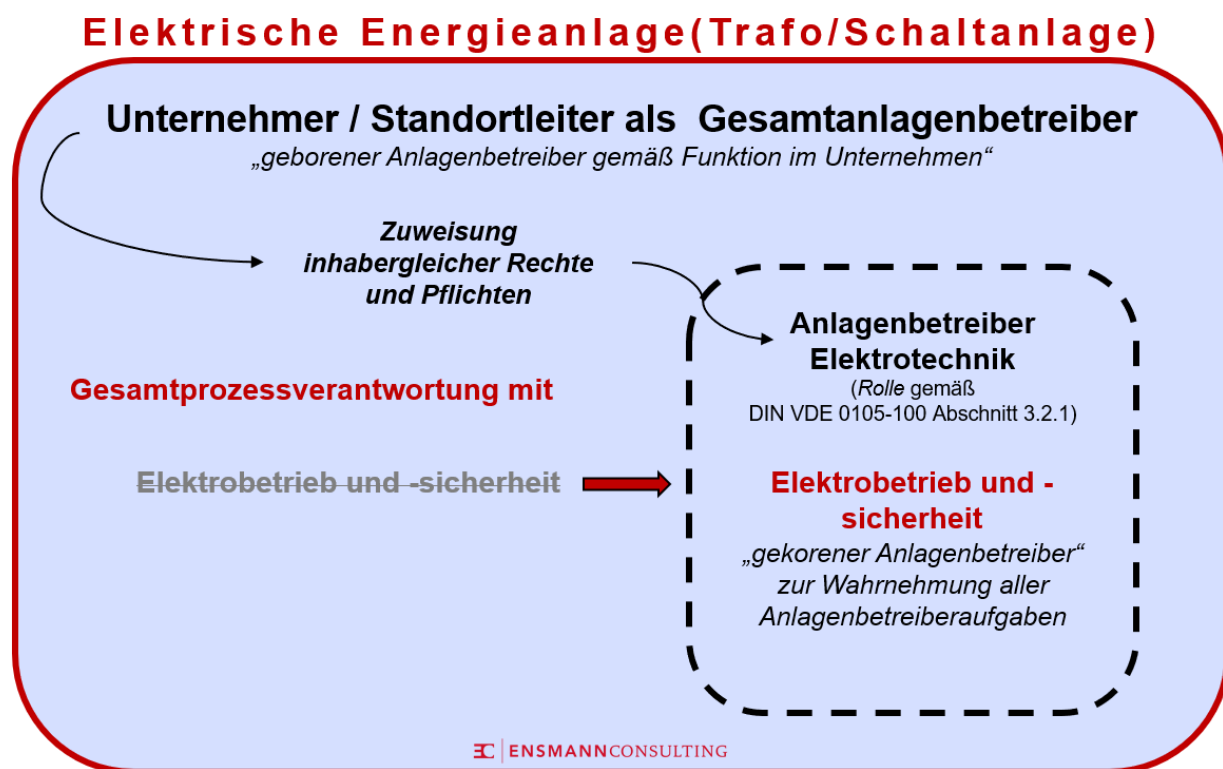 Elektrische Energieanlage(Trafo/Schaltanlage)
Unternehmer / Standortleiter als Gesamtanlagenbetreiber
„geborener Anlagenbetreiber gemäß Funktion im Unternehmen“
Zuweisung
inhabergleicher Rechte
und Pflichten
Anlagenbetreiber
Elektrotechnik
(Rolle gemäß
DIN VDE 0105-100 Abschnitt 3.2.1)
Gesamtprozessverantwortung mit
Elektrobetrieb und -sicherheit
Elektrobetrieb und -
sicherheit
„gekorener Anlagenbetreiber“
zur Wahrnehmung aller
Anlagenbetreiberaufgaben
EC ENSMANNCONSULTING